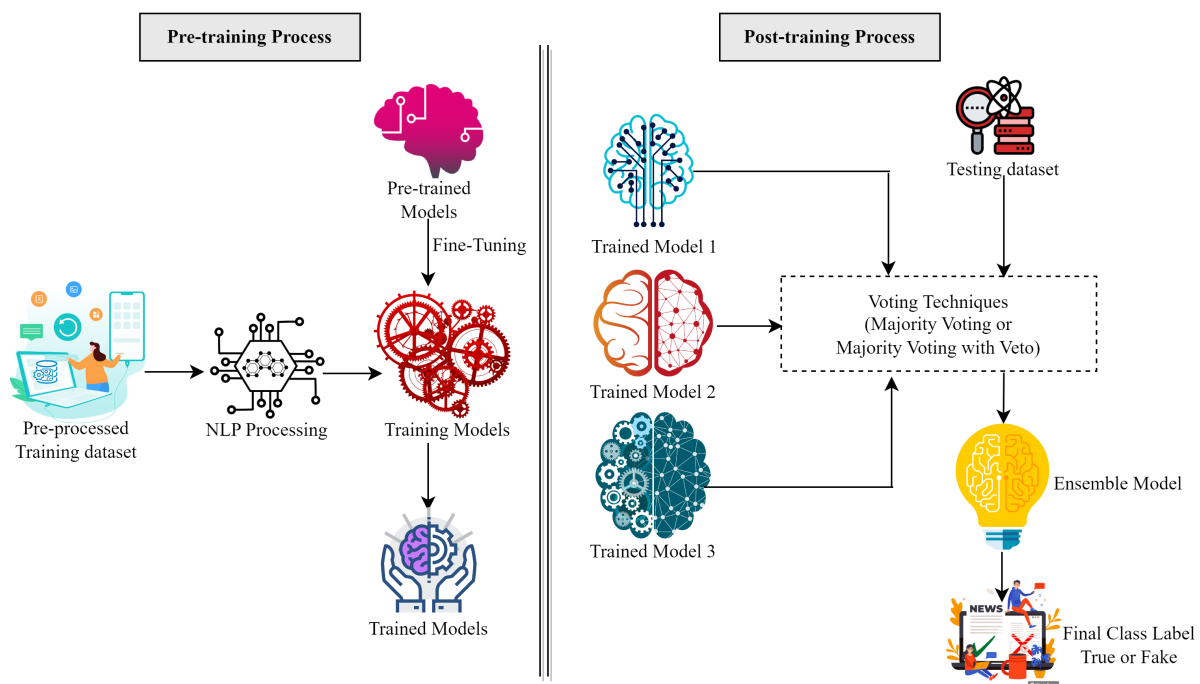 Pre-training Process
Pre-trained
Models
Fine-Tuning
Pre-processed
Training dataset
NLP Processing
Training Models
Trained Models
Post-training Process
Testing dataset
Trained Model 1
Trained Model 2
Trained Model 3
Voting Techniques
(Majority Voting or
Majority Voting with Veto)
Ensemble Model
NEWS
Final Class Label
True or Fake